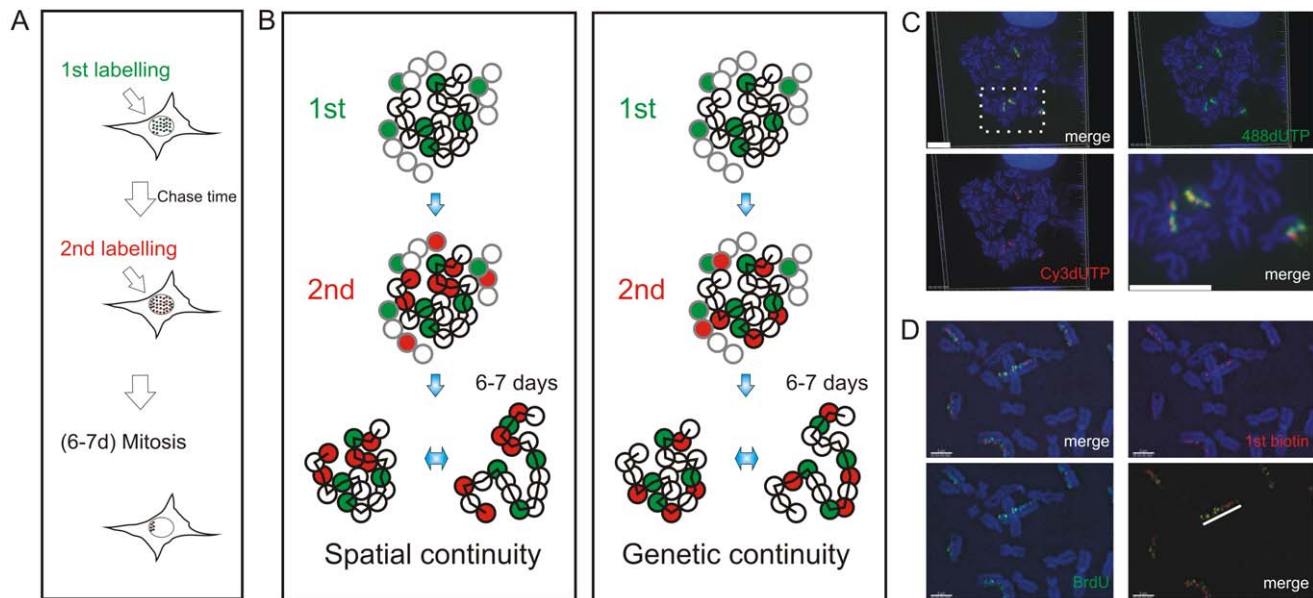 A
1st labelling
Chase time
2nd labelling
(6-7d) Mitosis
B
1st
2nd
6-7 days
Spatial continuity
1st
2nd
6-7 days
Genetic continuity
C
merge
488dUTP
Cy3dUTP
merge
D
merge
1st biotin
BrdU
merge